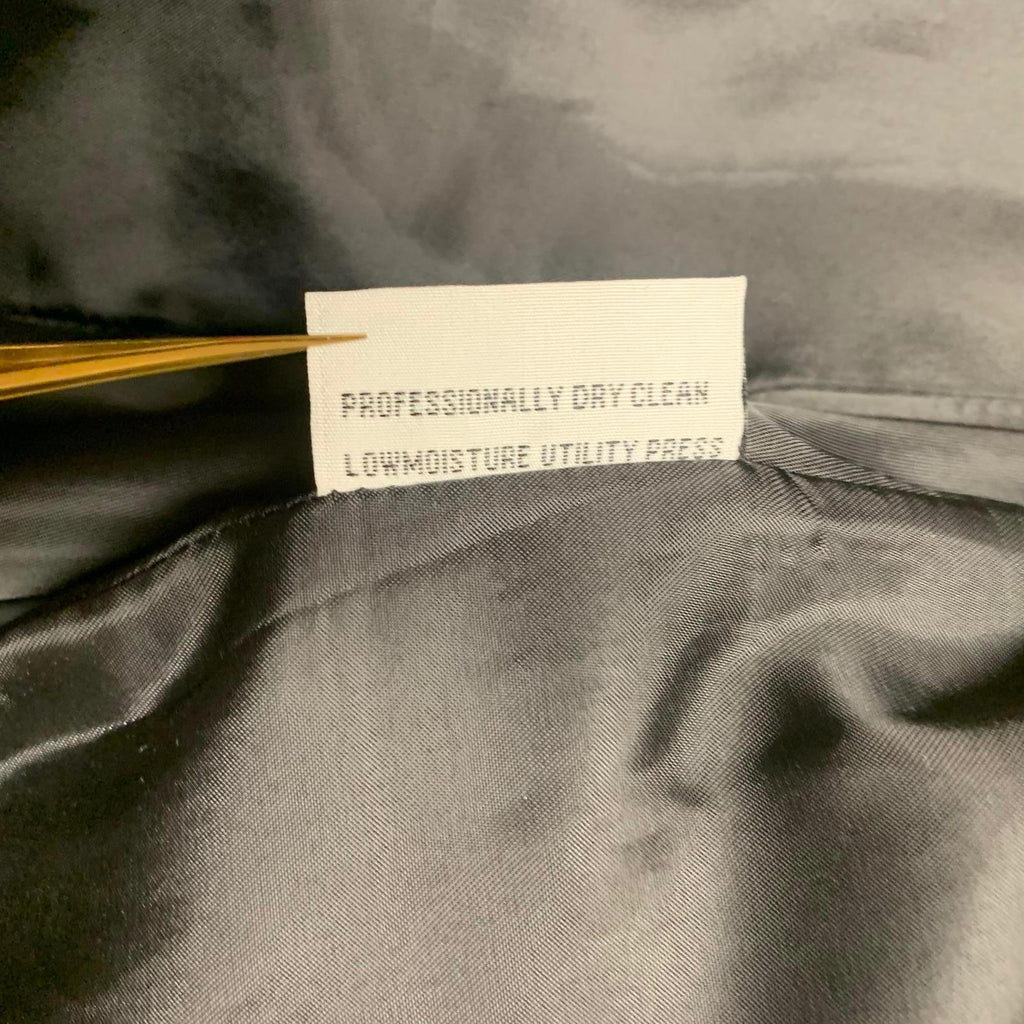 PROFESSIONALLY DRY CLEAN
LOWMOISTURE UTILITY PRESS